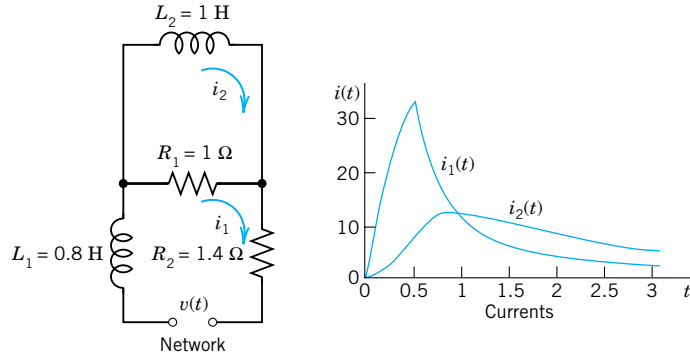 L₂ = 1 H
i₂
R₁ = 1 Ω
i₁
L₁ = 0.8 H
R₂ = 1.4 Ω
v(t)
Network
i(t)
30
20
10
0
i₁(t)
i₂(t)
0
0.5
1
1.5
2
2.5
3
t
Currents